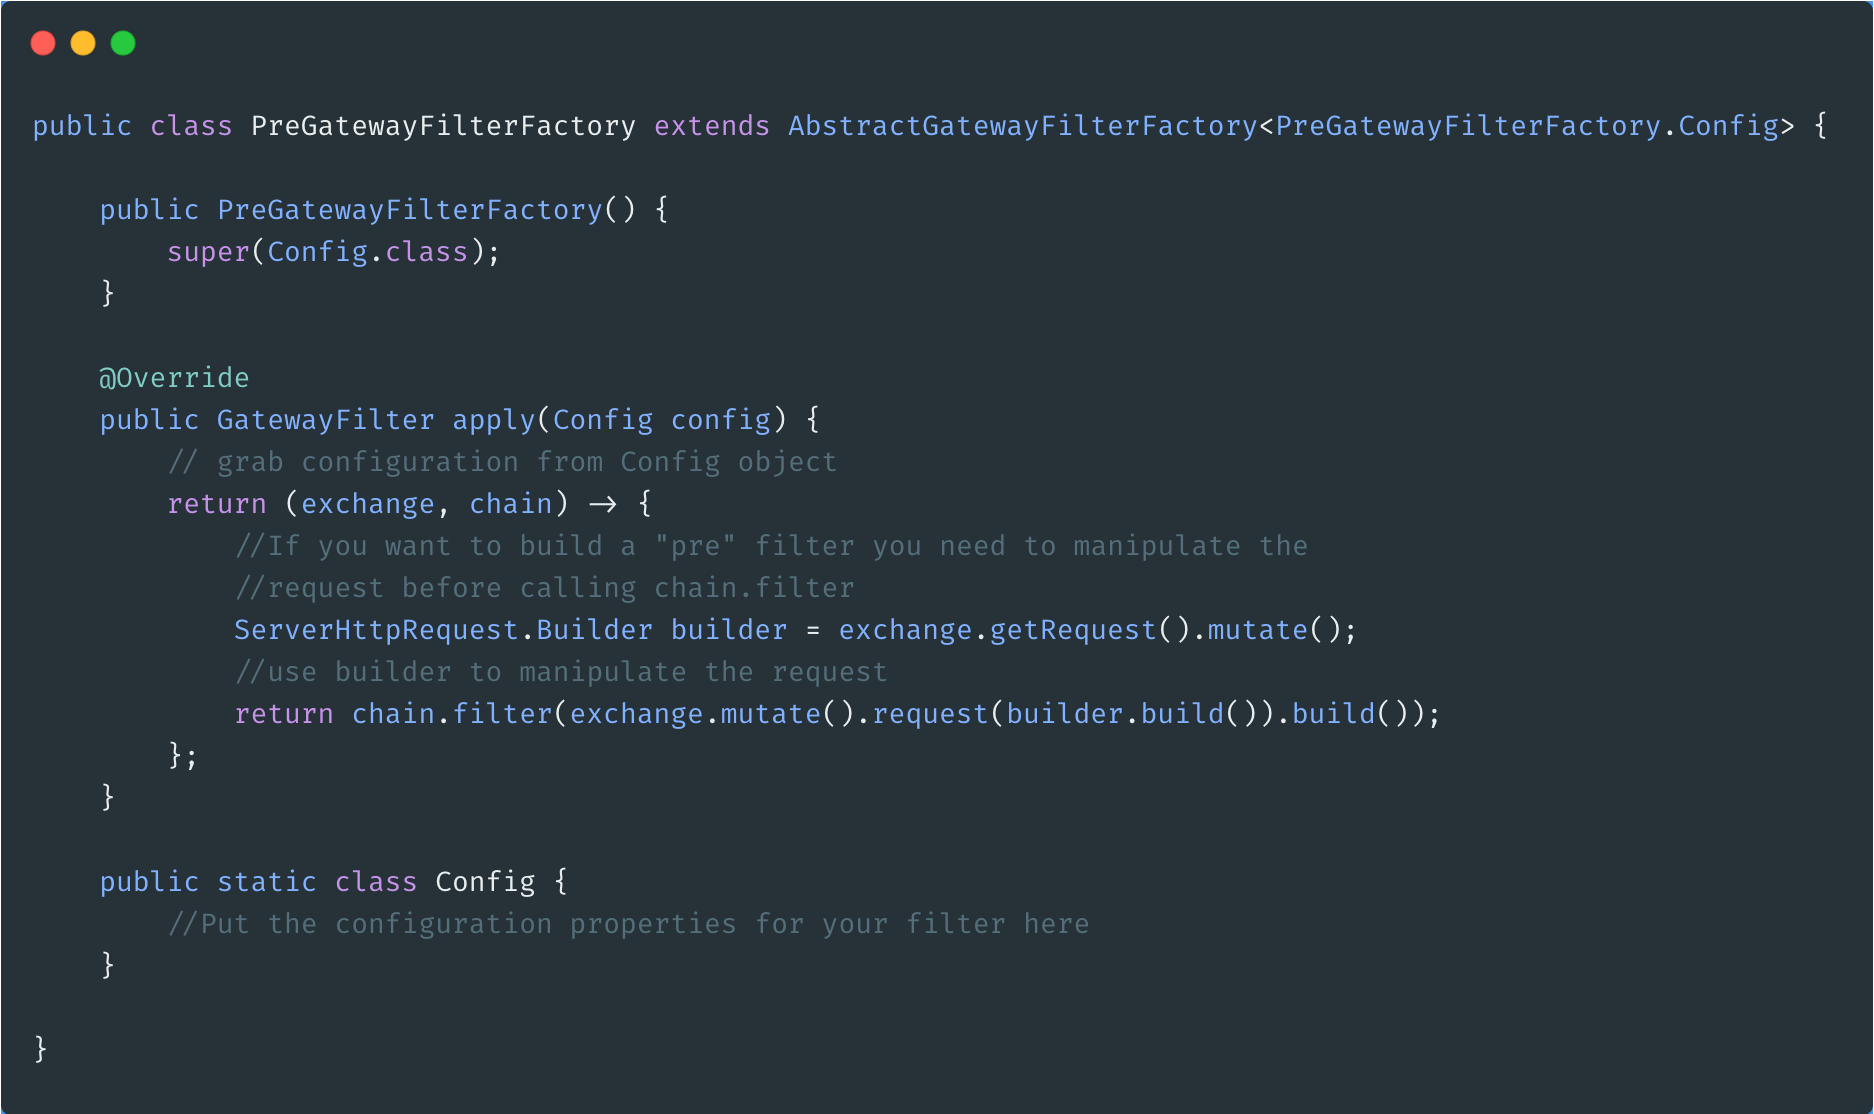 public class PreGatewayFilterFactory extends AbstractGatewayFilterFactory<PreGatewayFilterFactory.Config> {
    public PreGatewayFilterFactory() {
        super(Config.class);
    }
    @Override
    public GatewayFilter apply(Config config) {
        // grab configuration from Config object
        return (exchange, chain) -> {
            //If you want to build a "pre" filter you need to manipulate the
            //request before calling chain.filter
            ServerHttpRequest.Builder builder = exchange.getRequest().mutate();
            //use builder to manipulate the request
            return chain.filter(exchange.mutate().request(builder.build()).build());
        };
    }
    public static class Config {
        //Put the configuration properties for your filter here
    }
}